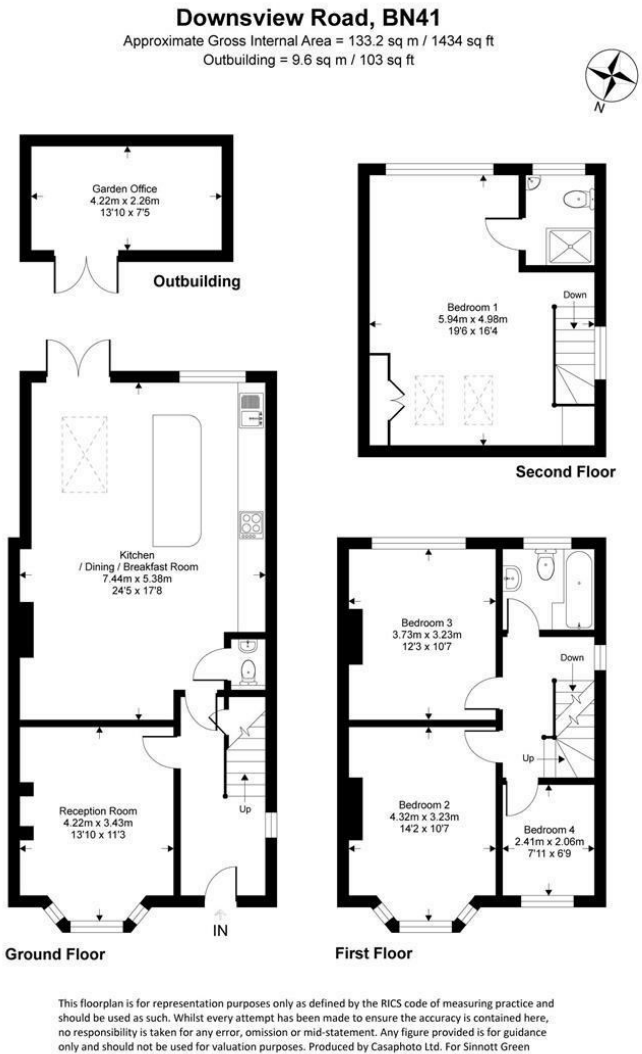 Downsview Road, BN41
Approximate Gross Internal Area = 133.2 sq m / 1434 sq ft
Outbuilding = 9.6 sq m / 103 sq ft
N
Garden Office
4.22m x 2.26m
13'10 x 7'5
Outbuilding
Bedroom 1
5.94m x 4.98m
19'6 x 16'4
Down
Second Floor
Kitchen
/ Dining / Breakfast Room
7.44m x 5.38m
24'5 x 17'8
Reception Room
4.22m x 3.43m
13'10 x 11'3
Up
IN
Ground Floor
Bedroom 3
3.73m x 3.23m
12'3 x 10'7
Down
Up
Bedroom 2
4.32m x 3.23m
14'2 x 10'7
Bedroom 4
2.41m x 2.06m
7'11 x 6'9
First Floor
This floorplan is for representation purposes only as defined by the RICS code of measuring practice and
should be used as such. Whilst every attempt has been made to ensure the accuracy is contained here,
no responsibility is taken for any error, omission or mid-statement. Any figure provided is for guidance
only and should not be used for valuation purposes. Produced by Casaphoto Ltd. For Sinnott Green